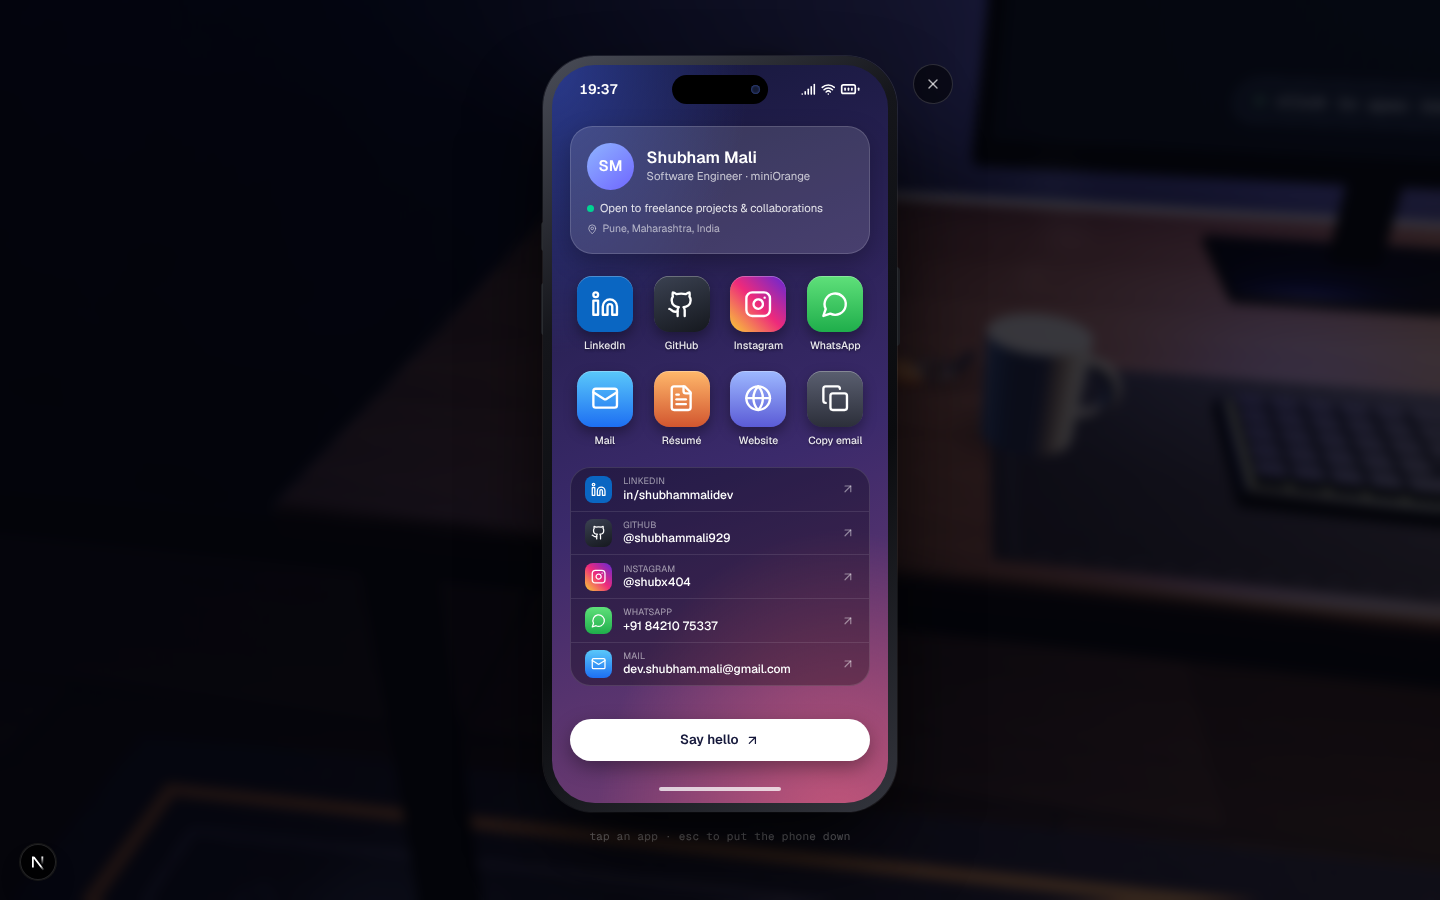 19:37
SM
Shubham Mali
Software Engineer · miniOrange
Open to freelance projects & collaborations
Pune, Maharashtra, India
LinkedIn
GitHub
Instagram
WhatsApp
Mail
Résumé
Website
Copy email
LINKEDIN
in/shubhammalidev
GITHUB
@shubhammali929
INSTAGRAM
@shubx404
WHATSAPP
+91 84210 75337
MAIL
dev.shubham.mali@gmail.com
Say hello
tap an app · esc to put the phone down
N